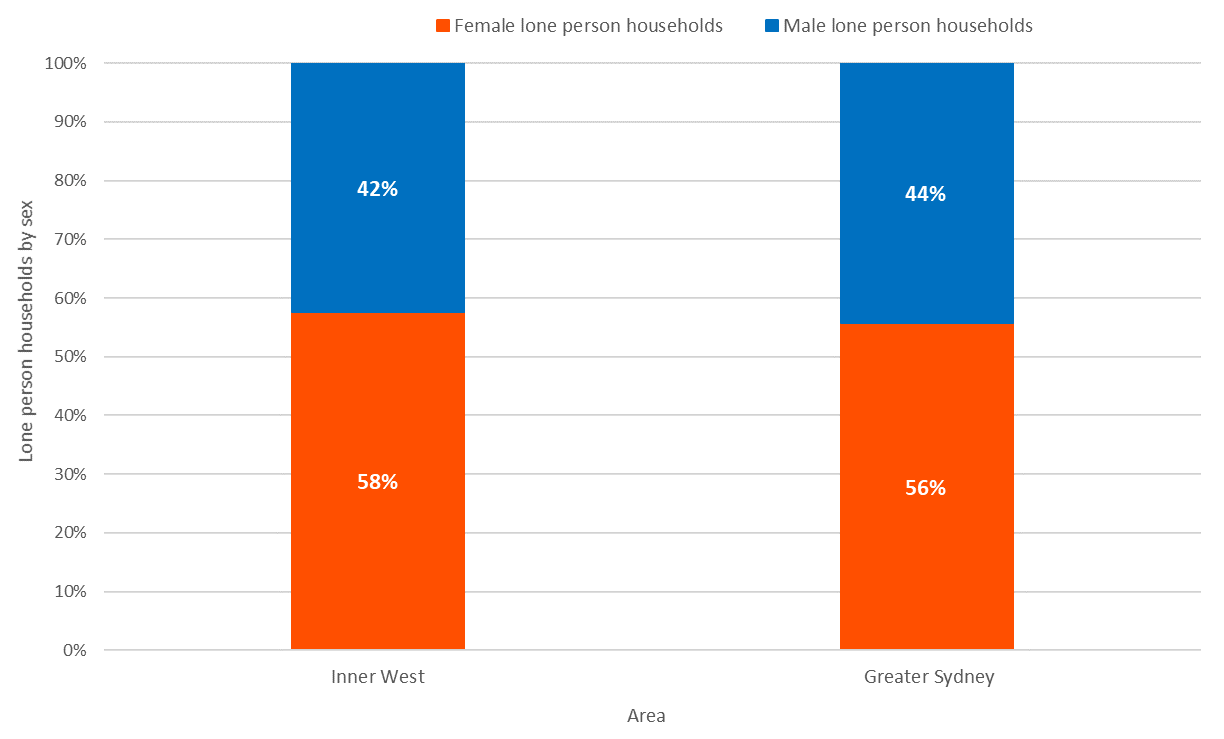 Female lone person households
Male lone person households
Lone person households by sex
100%
90%
80%
70%
60%
50%
40%
30%
20%
10%
0%
42%
44%
58%
56%
Inner West
Greater Sydney
Area